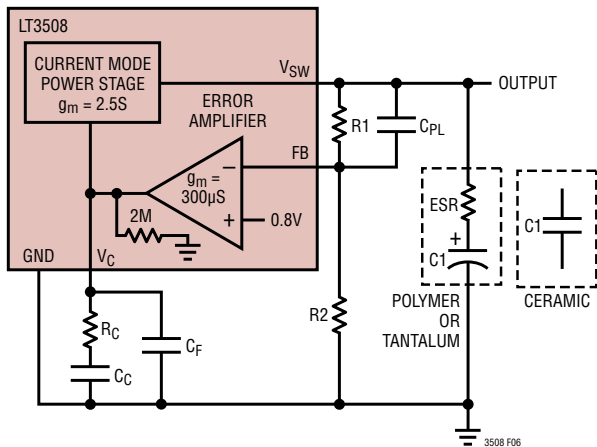 LT3508
CURRENT MODE
POWER STAGE
gm = 2.5S
VSW
OUTPUT
ERROR
AMPLIFIER
R1
CPL
FB
–
gm =
300µS
+
0.8V
2M
ESR
+
C1
C1
GND
VC
R2
POLYMER
OR
TANTALUM
CERAMIC
RC
CF
CC
3508 F06